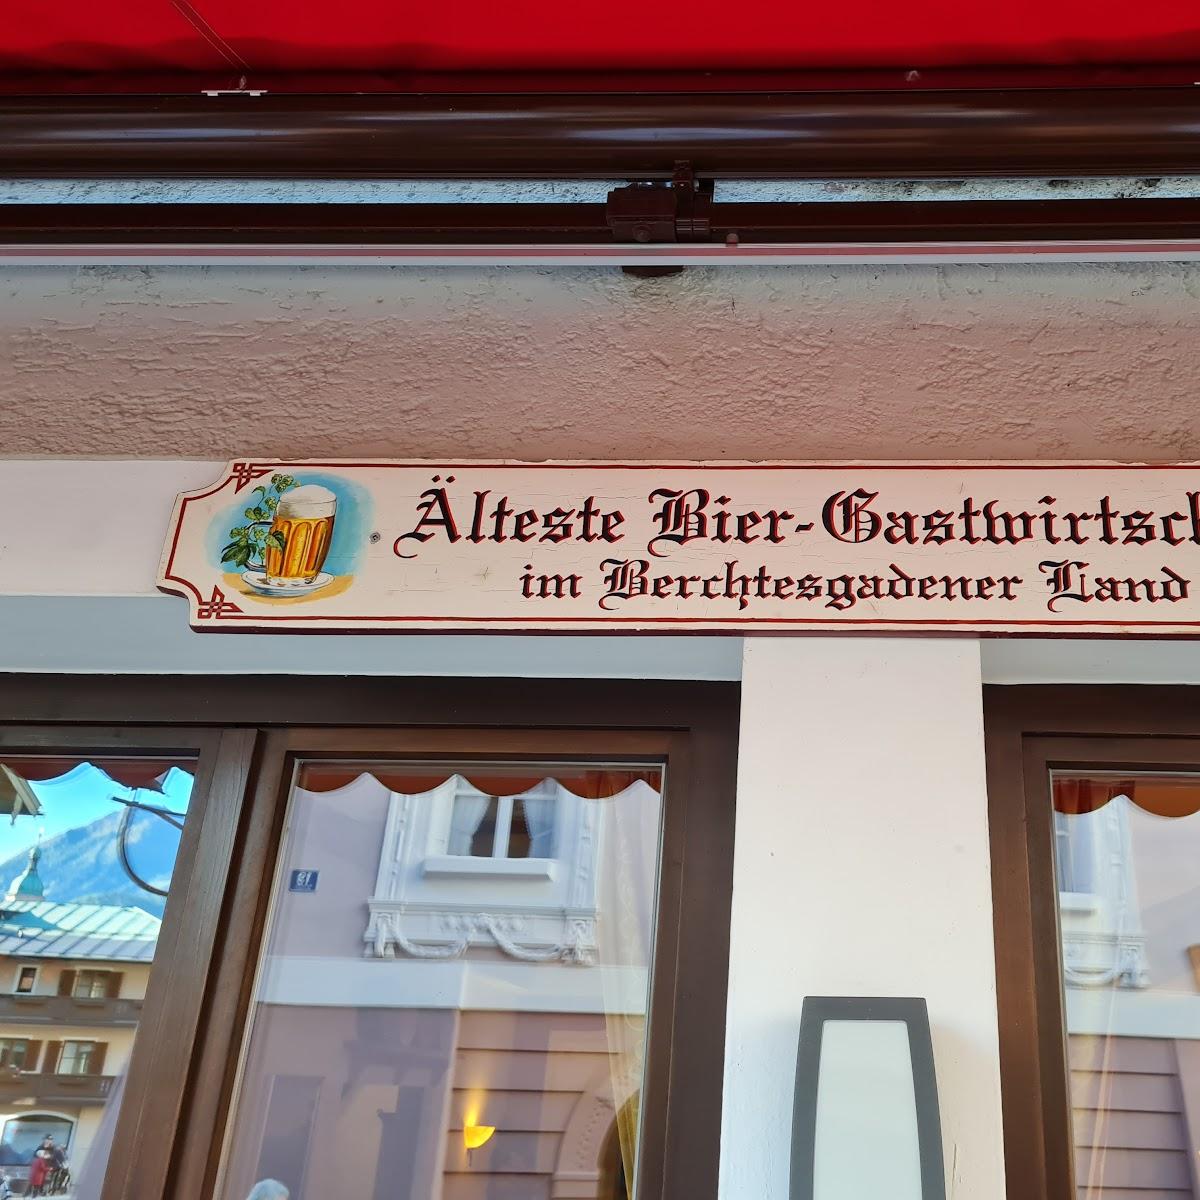 Älteste Bier-Gastwirtsch
im Berchtesgadener Land